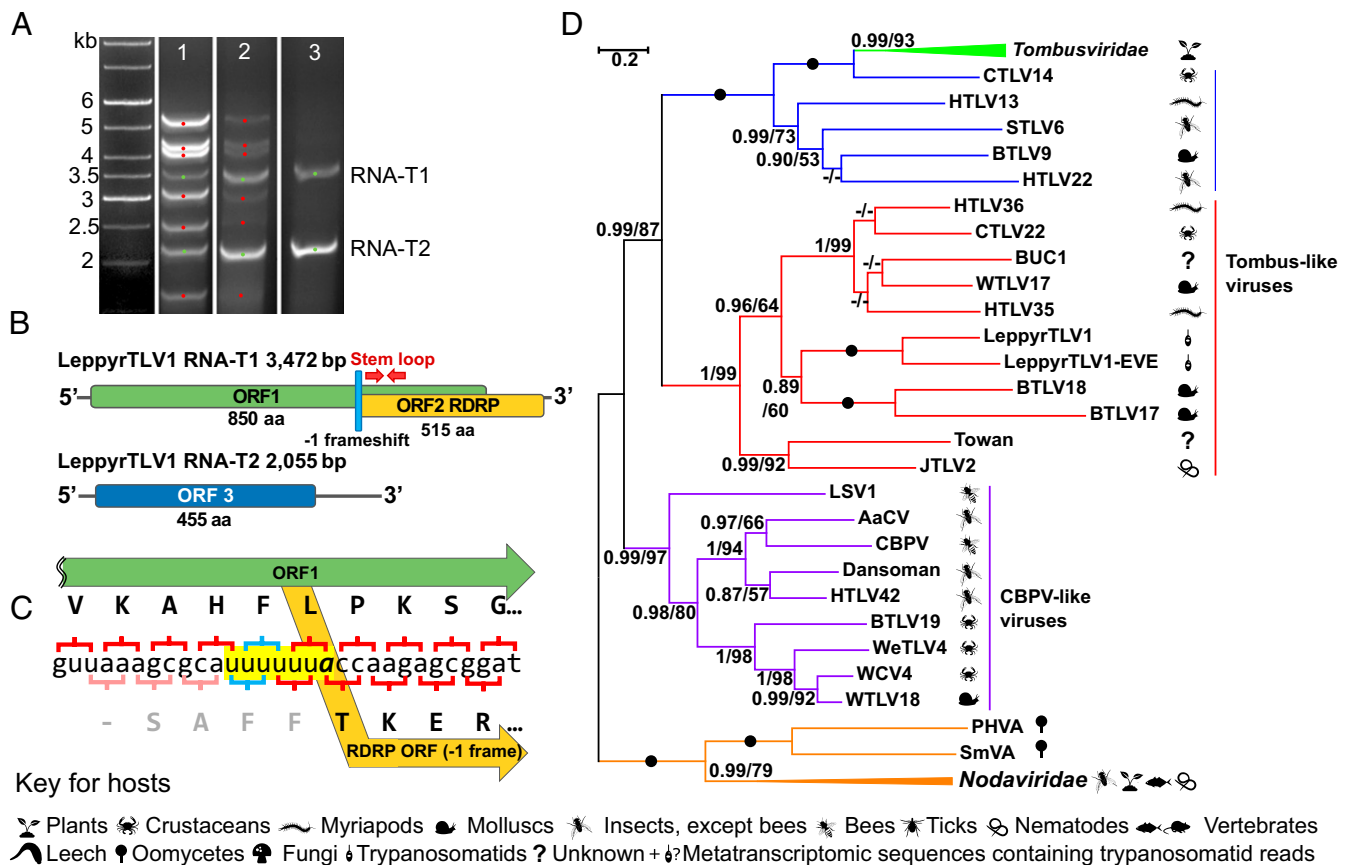 A
kb
1 2 3
6
5
4
3.5
3
2.5
2
RNA-T1
RNA-T2
B
LeppyrTLV1 RNA-T1 3,472 bp
Stem loop
5’
ORF1
3’
ORF2 RDRP
850 aa
-1 frameshift
515 aa
LeppyrTLV1 RNA-T2 2,055 bp
5’
ORF 3
3’
455 aa
C
ORF1
V K A H F L P K S G...
guuaaagcgcauuuuuuaccaagagcggat
- S A F F T K E R ...
RDRP ORF (-1 frame)
D
0.2
0.99/93
Tombusviridae
CTLV14
HTLV13
0.99/73
STLV6
0.90/53
BTLV9
-/-
HTLV22
0.99/87
HTLV36
-/-
CTLV22
1/99
BUC1
-/-
WTLV17
-/-
HTLV35
0.96/64
LeppyrTLV1
LeppyrTLV1-EVE
1/99
0.89
/60
BTLV18
BTLV17
Towan
0.99/92
JTLV2
?
?
Tombus-like
viruses
LSV1
0.97/66
AaCV
1/94
CBPV
0.99/97
Dansoman
0.87/57
HTLV42
0.98/80
BTLV19
1/98
WeTLV4
1/98
WCV4
0.99/92
WTLV18
CBPV-like
viruses
PHVA
SmVA
0.99/79
Nodaviridae
Key for hosts
Plants Crustaceans Myriapods Molluscs Insects, except bees Bees Ticks Nematodes Vertebrates
Leech Oomycetes Fungi Trypanosomatids ? Unknown + ? Metatranscriptomic sequences containing trypanosomatid reads